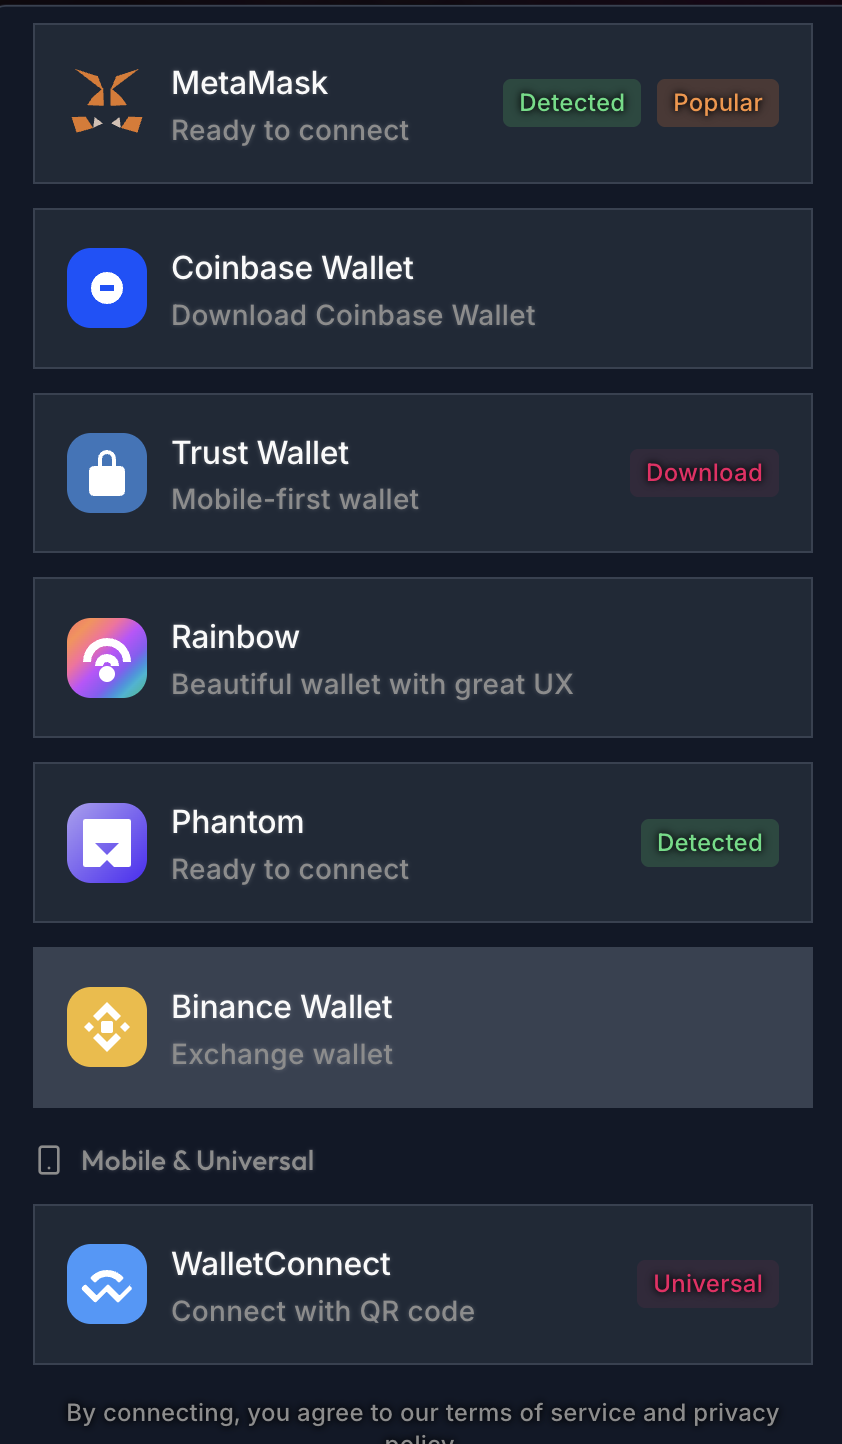 MetaMask
Ready to connect
Detected
Popular
Coinbase Wallet
Download Coinbase Wallet
Trust Wallet
Mobile-first wallet
Download
Rainbow
Beautiful wallet with great UX
Phantom
Ready to connect
Detected
Binance Wallet
Exchange wallet
Mobile & Universal
WalletConnect
Connect with QR code
Universal
By connecting, you agree to our terms of service and privacy
policy